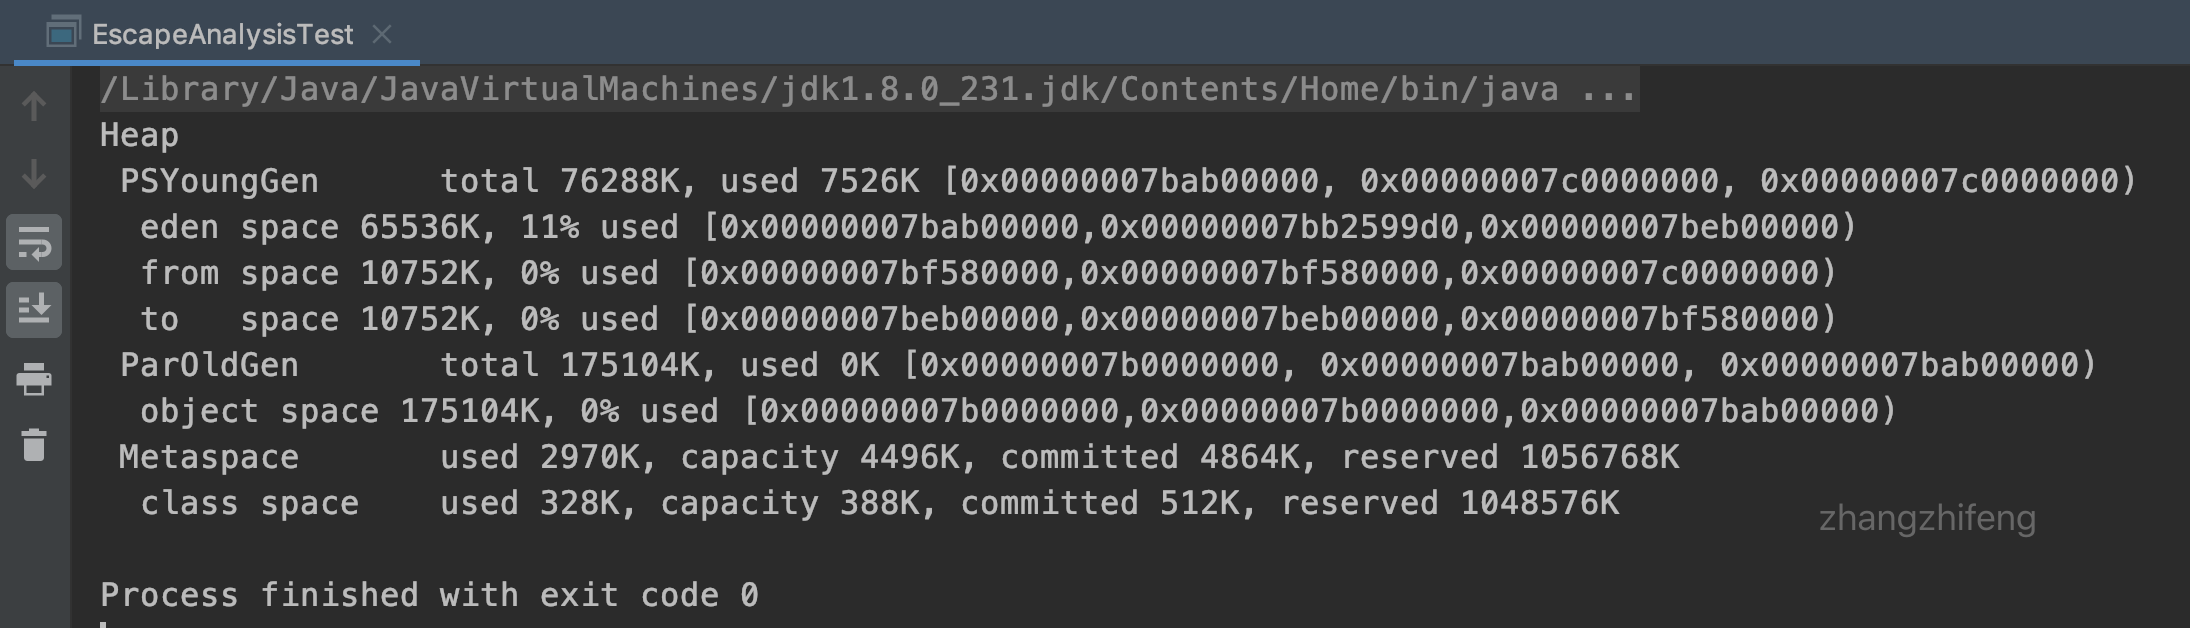 EscapeAnalysisTest
/Library/Java/JavaVirtualMachines/jdk1.8.0_231.jdk/Contents/Home/bin/java ...
Heap
 PSYoungGen      total 76288K, used 7526K [0x00000007bab00000, 0x00000007c0000000, 0x00000007c0000000)
  eden space 65536K, 11% used [0x00000007bab00000,0x00000007bb2599d0,0x00000007beb00000)
  from space 10752K, 0% used [0x00000007bf580000,0x00000007bf580000,0x00000007c0000000)
  to   space 10752K, 0% used [0x00000007beb00000,0x00000007beb00000,0x00000007bf580000)
 ParOldGen       total 175104K, used 0K [0x00000007b0000000, 0x00000007bab00000, 0x00000007bab00000)
  object space 175104K, 0% used [0x00000007b0000000,0x00000007b0000000,0x00000007bab00000)
 Metaspace       used 2970K, capacity 4496K, committed 4864K, reserved 1056768K
  class space    used 328K, capacity 388K, committed 512K, reserved 1048576K
zhangzhifeng
Process finished with exit code 0